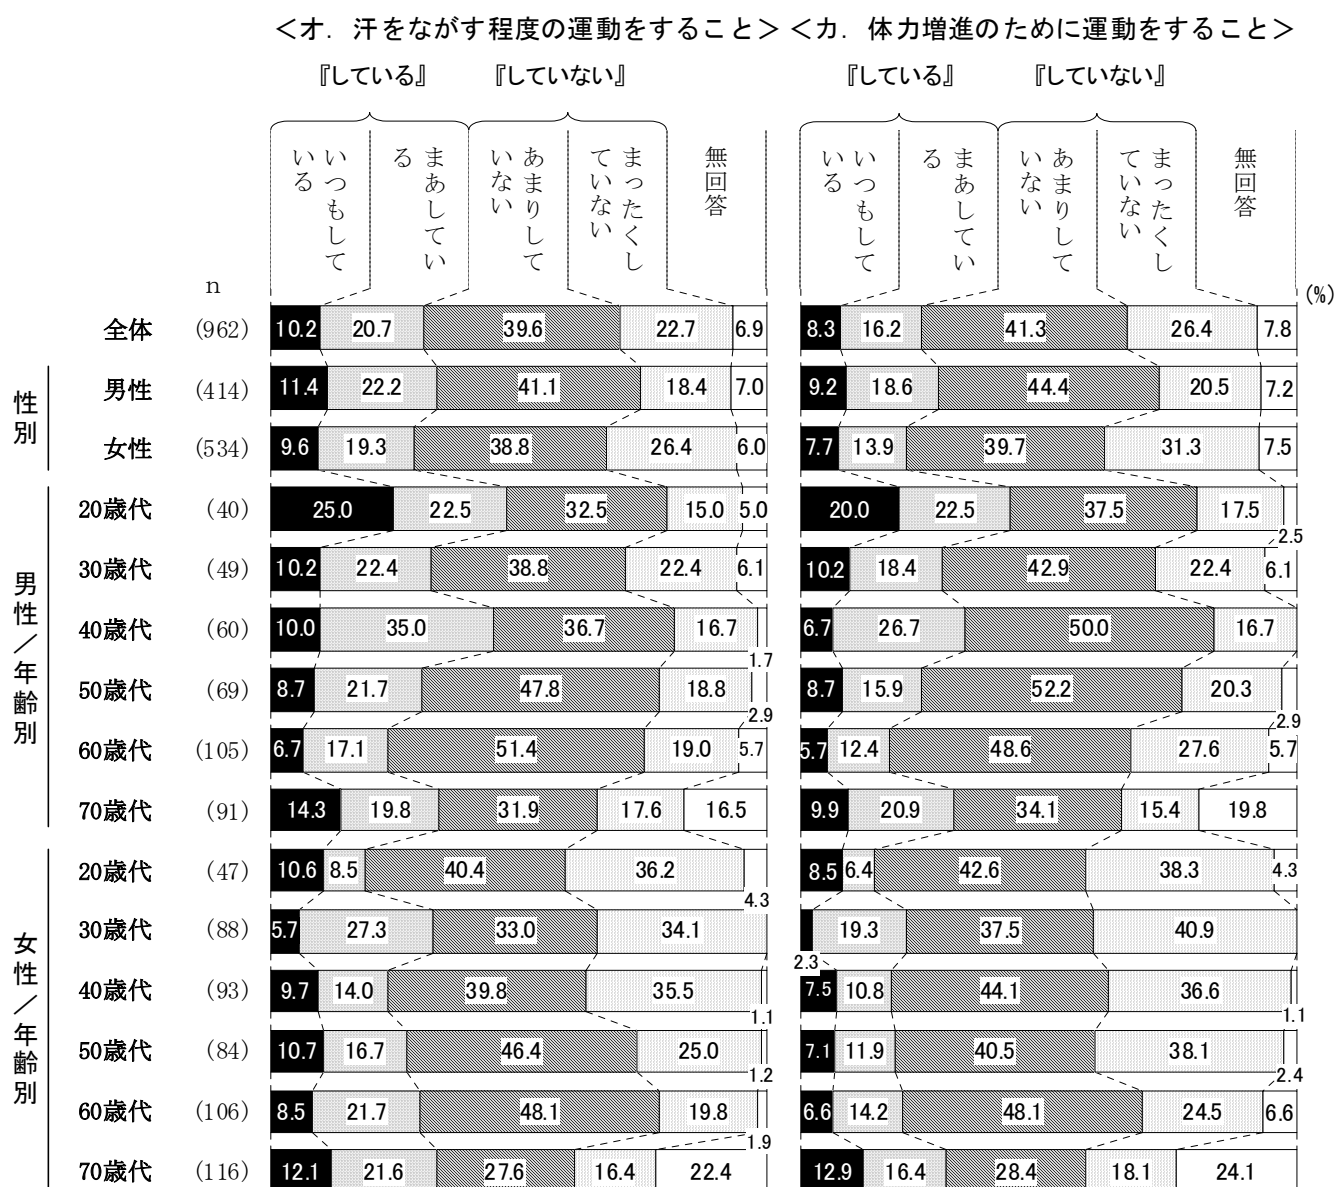 ＜オ．汗をながす程度の運動をすること＞ ＜カ．体力増進のために運動をすること＞
『している』 『していない』 『している』 『していない』
いつもしている まあしている あまりしていない まったくしていない 無回答 いつもしている まあしている あまりしていない まったくしていない 無回答
n
(%)
全体 (962) 10.2 20.7 39.6 22.7 6.9 8.3 16.2 41.3 26.4 7.8
性別
男性 (414) 11.4 22.2 41.1 18.4 7.0 9.2 18.6 44.4 20.5 7.2
女性 (534) 9.6 19.3 38.8 26.4 6.0 7.7 13.9 39.7 31.3 7.5
男性／年齢別
20歳代 (40) 25.0 22.5 32.5 15.0 5.0 20.0 22.5 37.5 17.5 2.5
30歳代 (49) 10.2 22.4 38.8 22.4 6.1 10.2 18.4 42.9 22.4 6.1
40歳代 (60) 10.0 35.0 36.7 16.7 1.7 6.7 26.7 50.0 16.7
50歳代 (69) 8.7 21.7 47.8 18.8 2.9 8.7 15.9 52.2 20.3 2.9
60歳代 (105) 6.7 17.1 51.4 19.0 5.7 5.7 12.4 48.6 27.6 5.7
70歳代 (91) 14.3 19.8 31.9 17.6 16.5 9.9 20.9 34.1 15.4 19.8
女性／年齢別
20歳代 (47) 10.6 8.5 40.4 36.2 4.3 8.5 6.4 42.6 38.3 4.3
30歳代 (88) 5.7 27.3 33.0 34.1 2.3 19.3 37.5 40.9
40歳代 (93) 9.7 14.0 39.8 35.5 1.1 7.5 10.8 44.1 36.6 1.1
50歳代 (84) 10.7 16.7 46.4 25.0 1.2 7.1 11.9 40.5 38.1 2.4
60歳代 (106) 8.5 21.7 48.1 19.8 1.9 6.6 14.2 48.1 24.5 6.6
70歳代 (116) 12.1 21.6 27.6 16.4 22.4 12.9 16.4 28.4 18.1 24.1